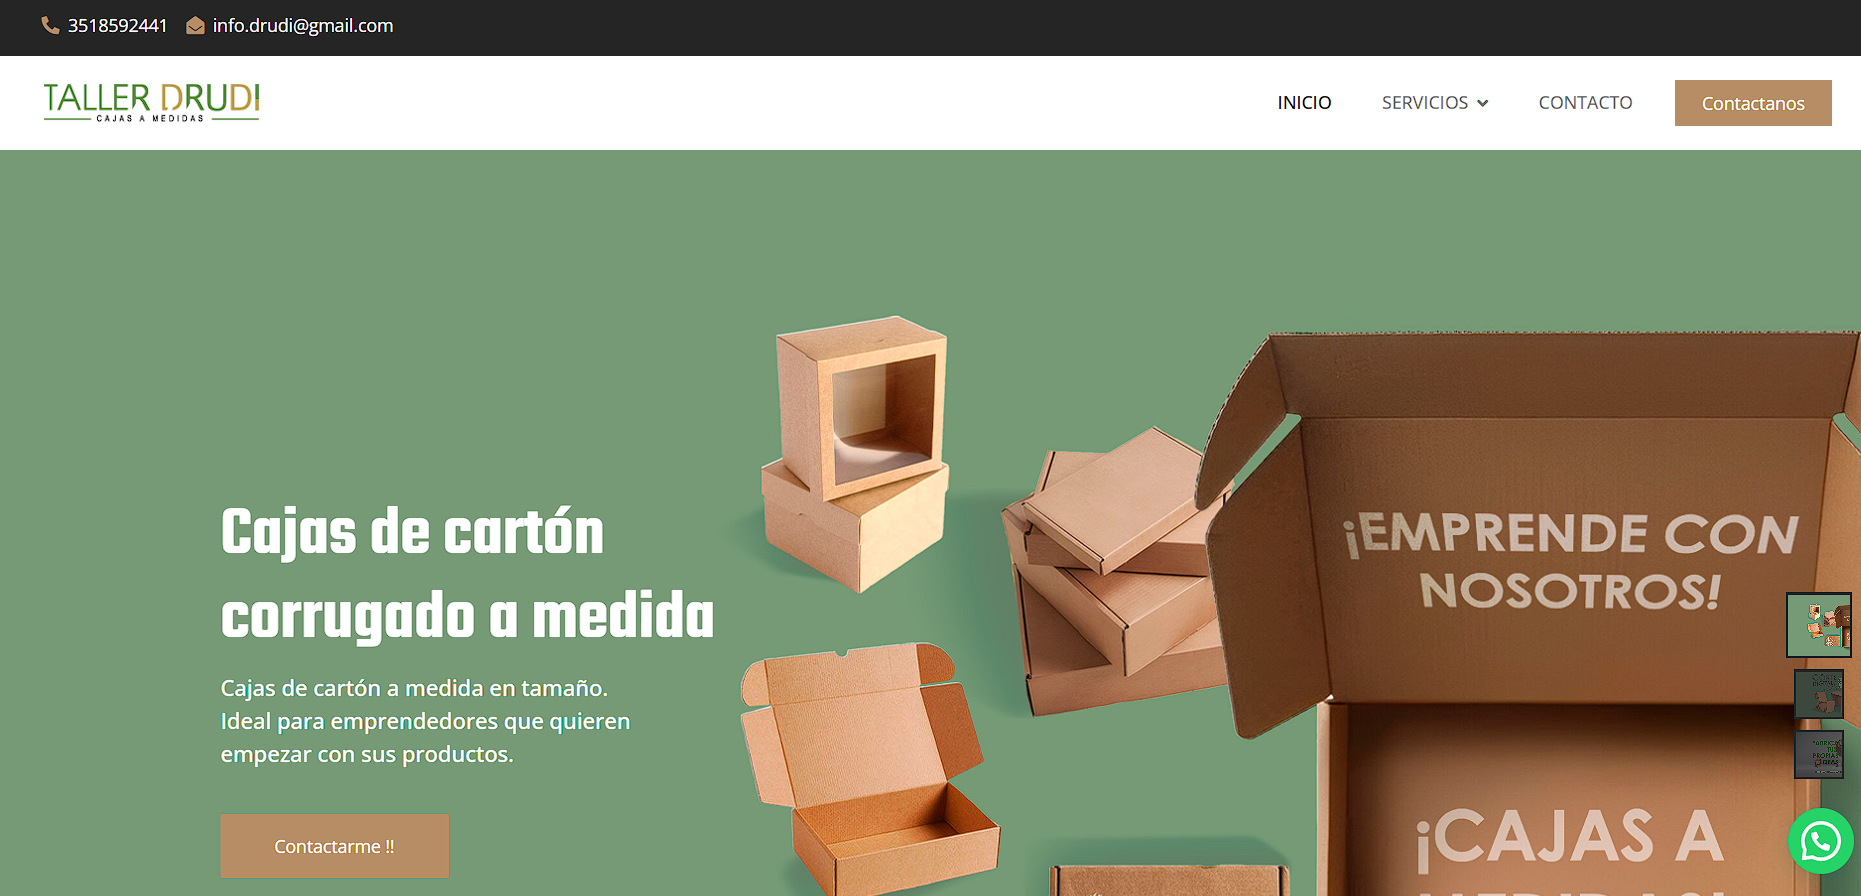 3518592441 info.drudi@gmail.com
TALLER DRUDI
CAJAS A MEDIDAS
INICIO SERVICIOS CONTACTO Contactanos
Cajas de cartón
corrugado a medida
Cajas de cartón a medida en tamaño.
Ideal para emprendedores que quieren
empezar con sus productos.
Contactarme !!
¡EMPRENDE CON
NOSOTROS!
¡CAJAS A